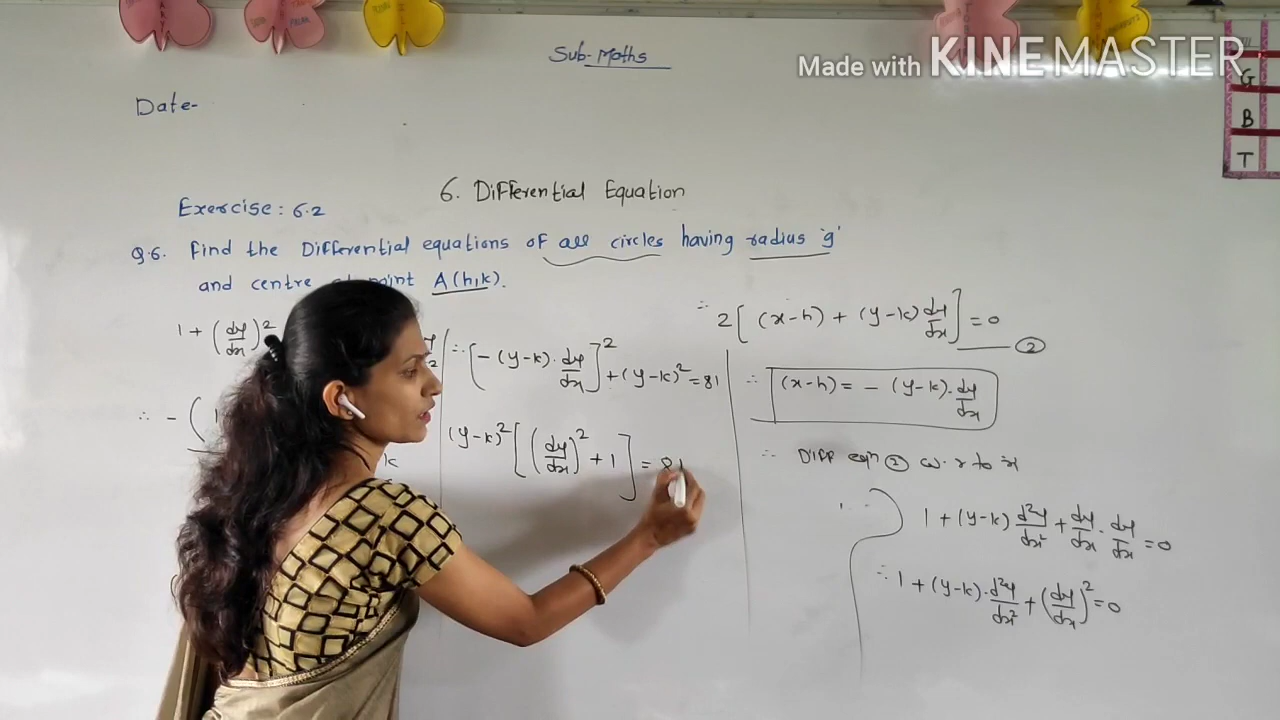 Sub-Maths
Made with KINEMASTER
Date-
G
B
T
6. Differential Equation
Exercise: 6.2
Q.6. Find the Differential equations of all circles having radius '9'
and centre at point A(h,k).
1 + (dy/dx)²
∴ - (
k
∴ [-(y-k).dy/dx]² + (y-k)² = 81
(y-k)² [(dy/dx)² + 1] = 81
∴ 2[(x-h) + (y-k)dy/dx] = 0 —— ②
∴ (x-h) = - (y-k).dy/dx
∴ Diff eqn ② w.r to x
1 + (y-k) d²y/dx² + dy/dx . dy/dx = 0
∴ 1 + (y-k).d²y/dx² + (dy/dx)² = 0